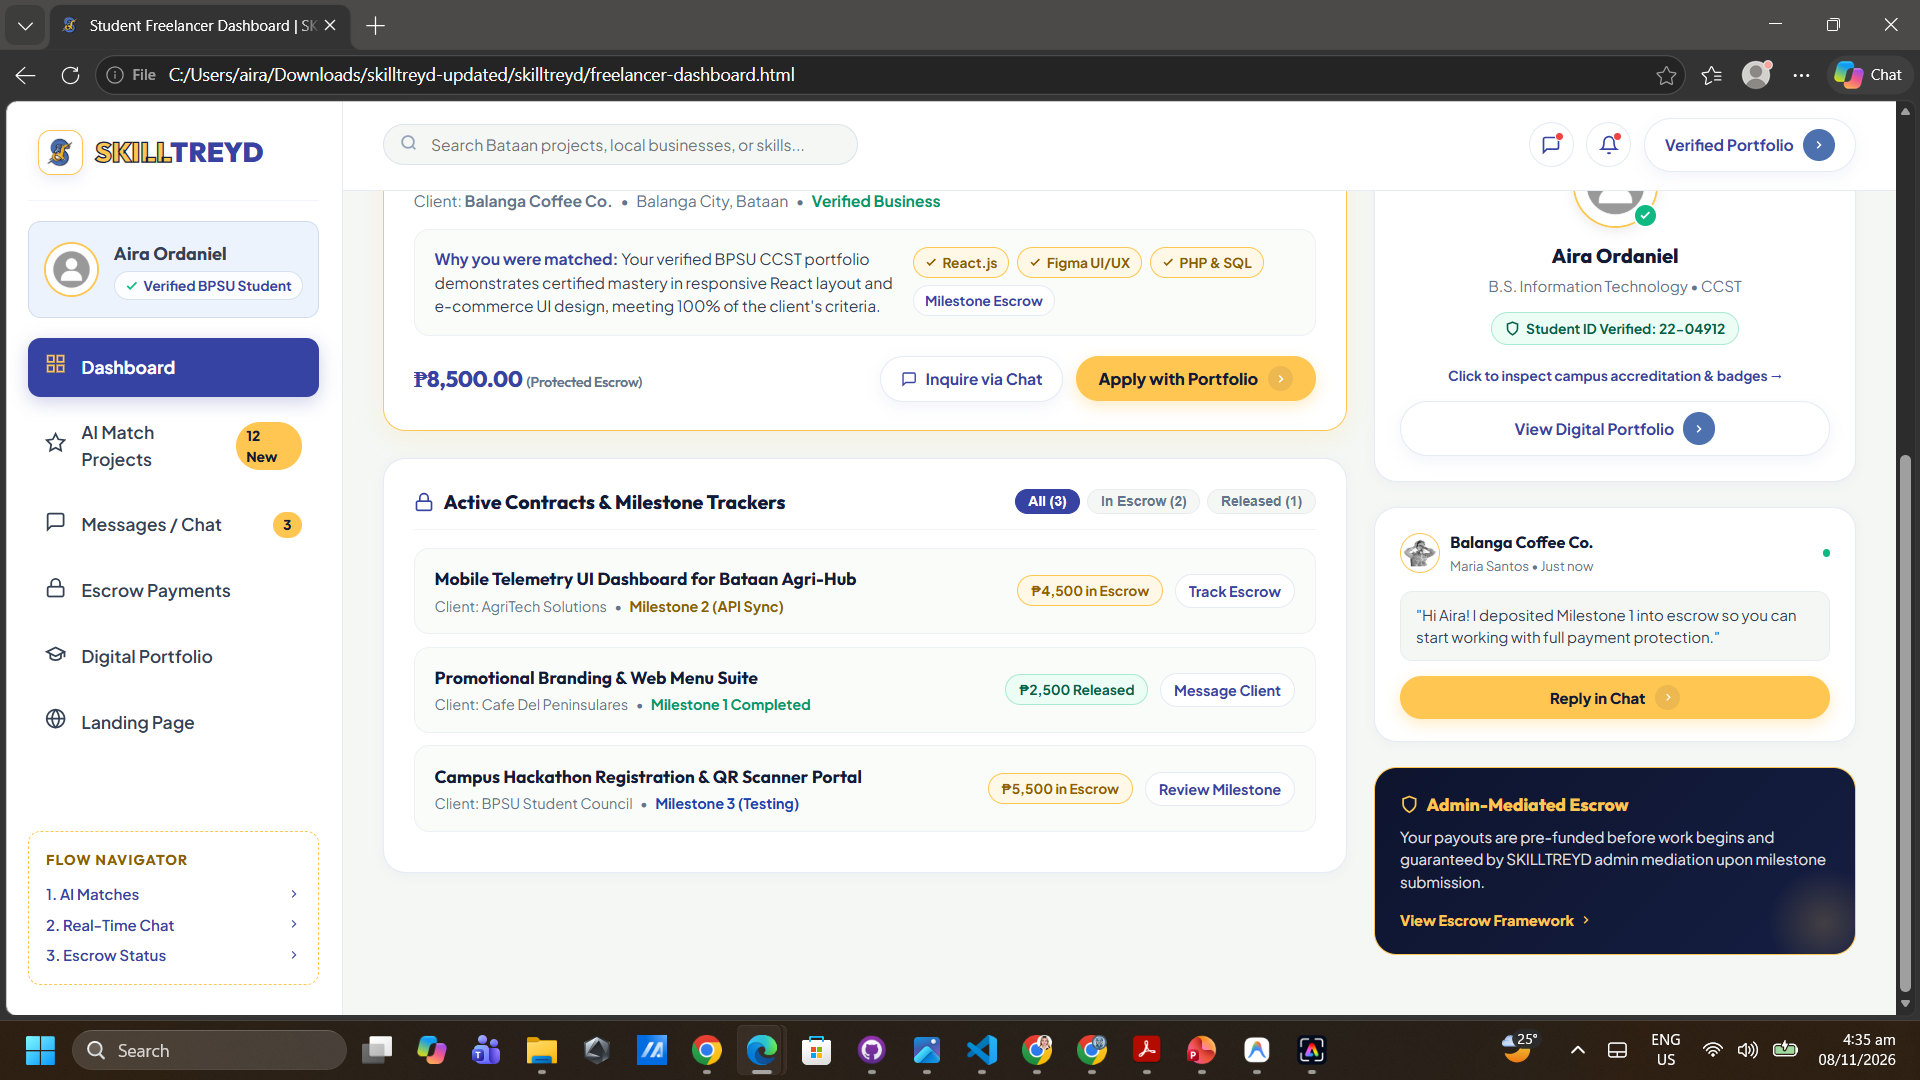 Student Freelancer Dashboard | SK
File C:/Users/aira/Downloads/skilltreyd-updated/skilltreyd/freelancer-dashboard.html
Chat
SKILLTREYD
Search Bataan projects, local businesses, or skills...
Verified Portfolio
Aira Ordaniel
Verified BPSU Student
Dashboard
AI Match
Projects
12
New
Messages / Chat
3
Escrow Payments
Digital Portfolio
Landing Page
FLOW NAVIGATOR
1. AI Matches
2. Real-Time Chat
3. Escrow Status
Client: Balanga Coffee Co. • Balanga City, Bataan • Verified Business
Why you were matched: Your verified BPSU CCST portfolio
demonstrates certified mastery in responsive React layout and
e-commerce UI design, meeting 100% of the client's criteria.
React.js
Figma UI/UX
PHP & SQL
Milestone Escrow
₱8,500.00 (Protected Escrow)
Inquire via Chat
Apply with Portfolio
Active Contracts & Milestone Trackers
All (3)
In Escrow (2)
Released (1)
Mobile Telemetry UI Dashboard for Bataan Agri-Hub
Client: AgriTech Solutions • Milestone 2 (API Sync)
₱4,500 in Escrow
Track Escrow
Promotional Branding & Web Menu Suite
Client: Cafe Del Peninsulares • Milestone 1 Completed
₱2,500 Released
Message Client
Campus Hackathon Registration & QR Scanner Portal
Client: BPSU Student Council • Milestone 3 (Testing)
₱5,500 in Escrow
Review Milestone
Aira Ordaniel
B.S. Information Technology • CCST
Student ID Verified: 22-04912
Click to inspect campus accreditation & badges →
View Digital Portfolio
Balanga Coffee Co.
Maria Santos • Just now
"Hi Aira! I deposited Milestone 1 into escrow so you can
start working with full payment protection."
Reply in Chat
Admin-Mediated Escrow
Your payouts are pre-funded before work begins and
guaranteed by SKILLTREYD admin mediation upon milestone
submission.
View Escrow Framework
Search
25°
ENG
US
4:35 am
08/11/2026